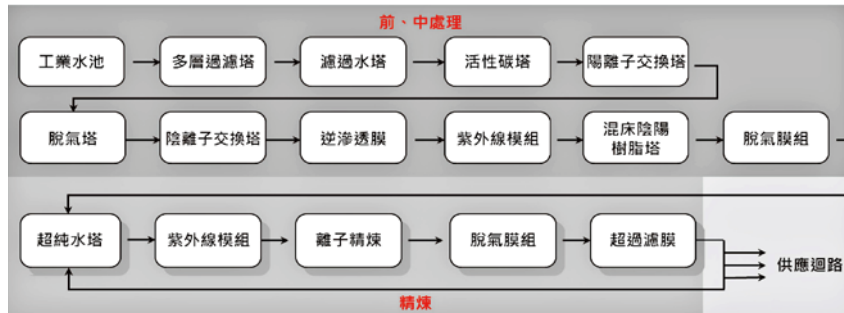 前、中處理
工業水池
多層過濾塔
濾過水塔
活性碳塔
陽離子交換塔
脫氣塔
陰離子交換塔
逆滲透膜
紫外線模組
混床陰陽
樹脂塔
脫氣膜組
超純水塔
紫外線模組
離子精煉
脫氣膜組
超過濾膜
供應迴路
精煉